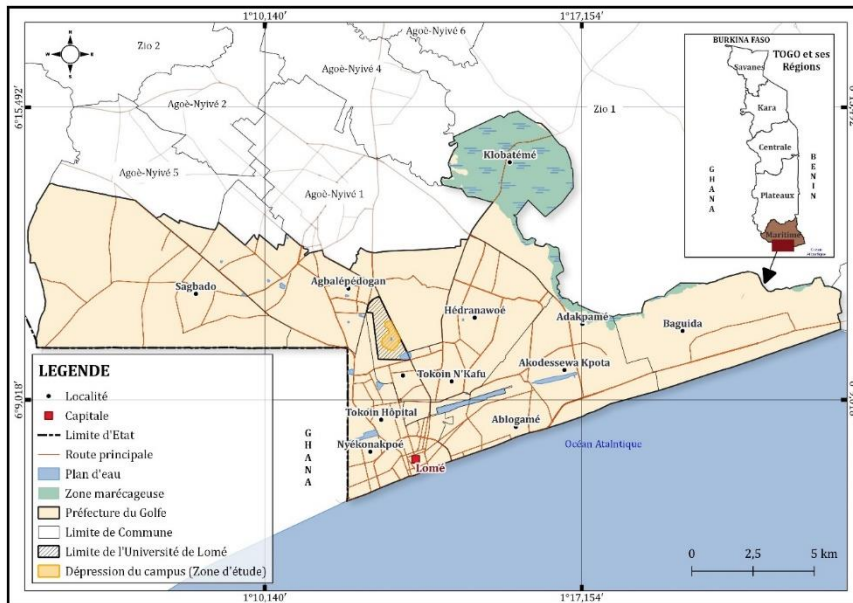 1°10,140'
1°17,154'
Zio 2
Agoè-Nyivé 6
Agoè-Nyivé 4
Agoè-Nyivé 2
Zio 1
6°15,492
Agoè-Nyivé 5
Agoè-Nyivé 1
Klobatémé
BURKINA FASO
TOGO et ses
Régions
Savanes
Kara
Centrale
Plateaux
Maritime
GHANA
BENIN
Océan
Atlantique
Sagbado
Agbalépédogan
Hédranawoé
Adakpamé
Baguida
Tokoin N'Kafu
Akodessewa Kpota
Tokoin Hôpital
Ablogamé
Nyékonakpoé
Lomé
GHANA
Océan Atalntique
6°9,018
LEGENDE
Localité
Capitale
Limite d'Etat
Route principale
Plan d'eau
Zone marécageuse
Préfecture du Golfe
Limite de Commune
Limite de l'Université de Lomé
Dépression du campus (Zone d'étude)
0 2,5 5 km
1°10,140'
1°17,154'